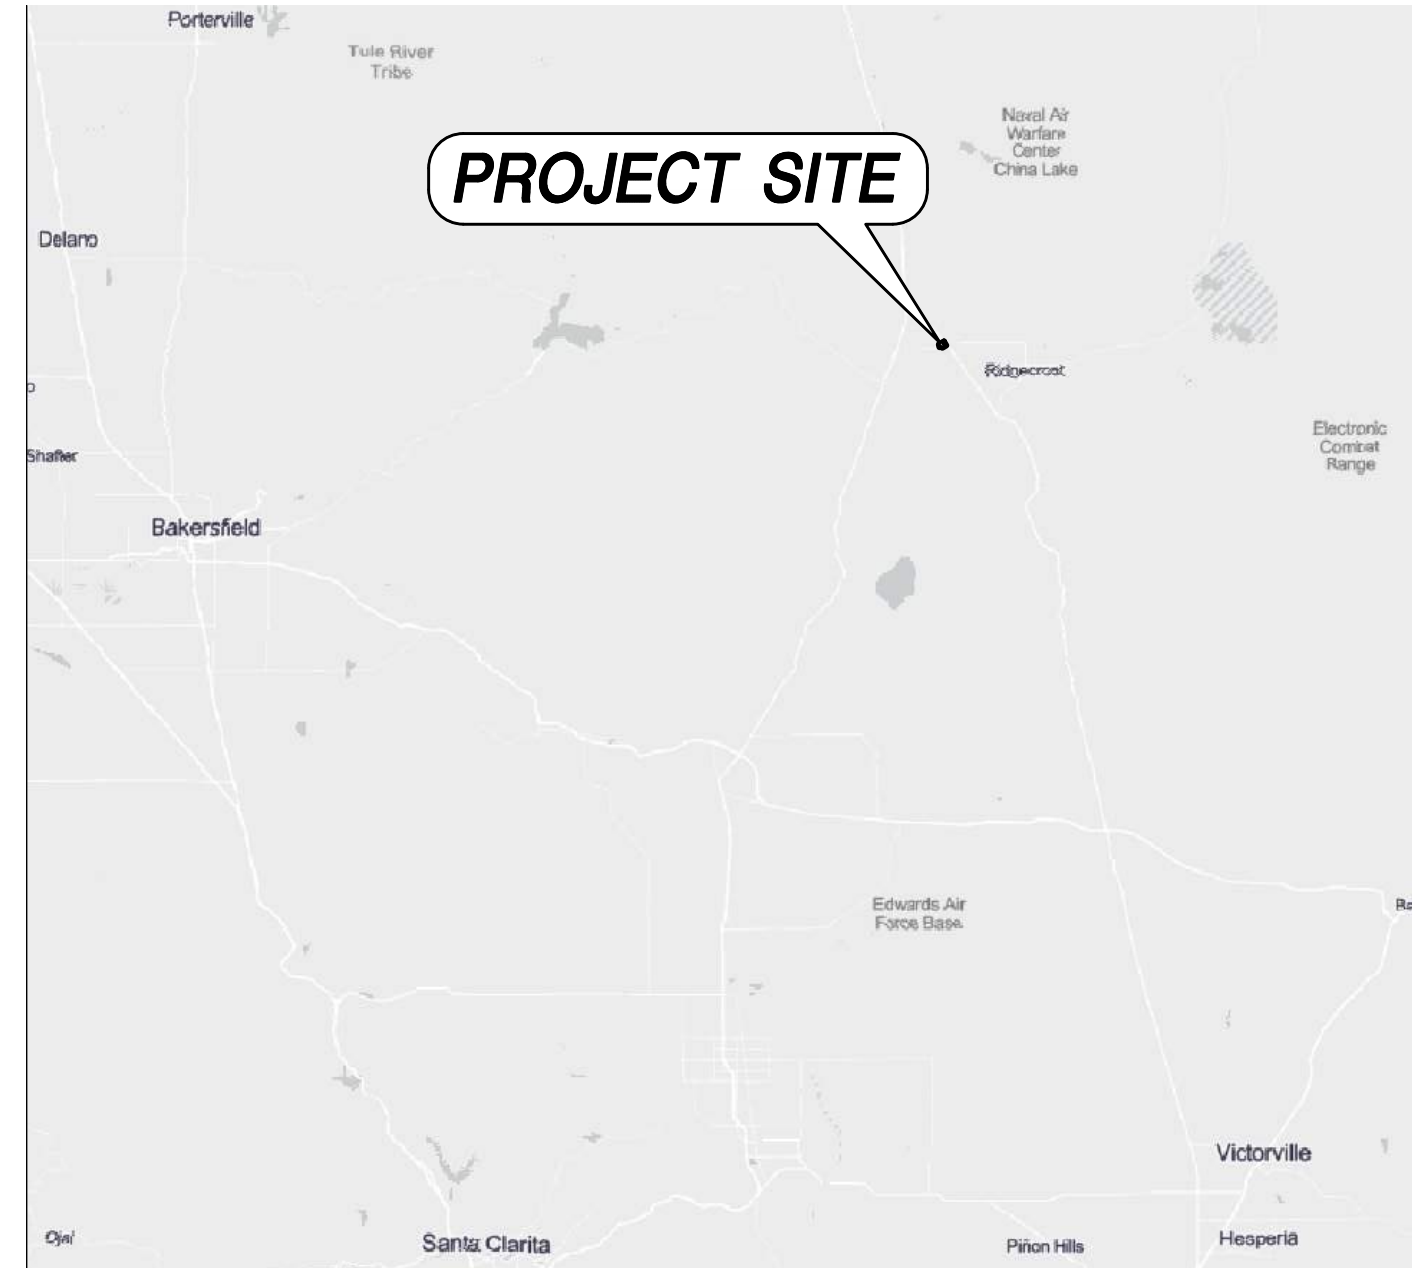 Porterville
Tule River
Tribe
Naval Air
Warfare
Center
China Lake
PROJECT SITE
Delano
Ridgecrest
Electronic
Combat
Range
Shafter
Bakersfield
Edwards Air
Force Base
Victorville
Ojai
Santa Clarita
Piñon Hills
Hesperia